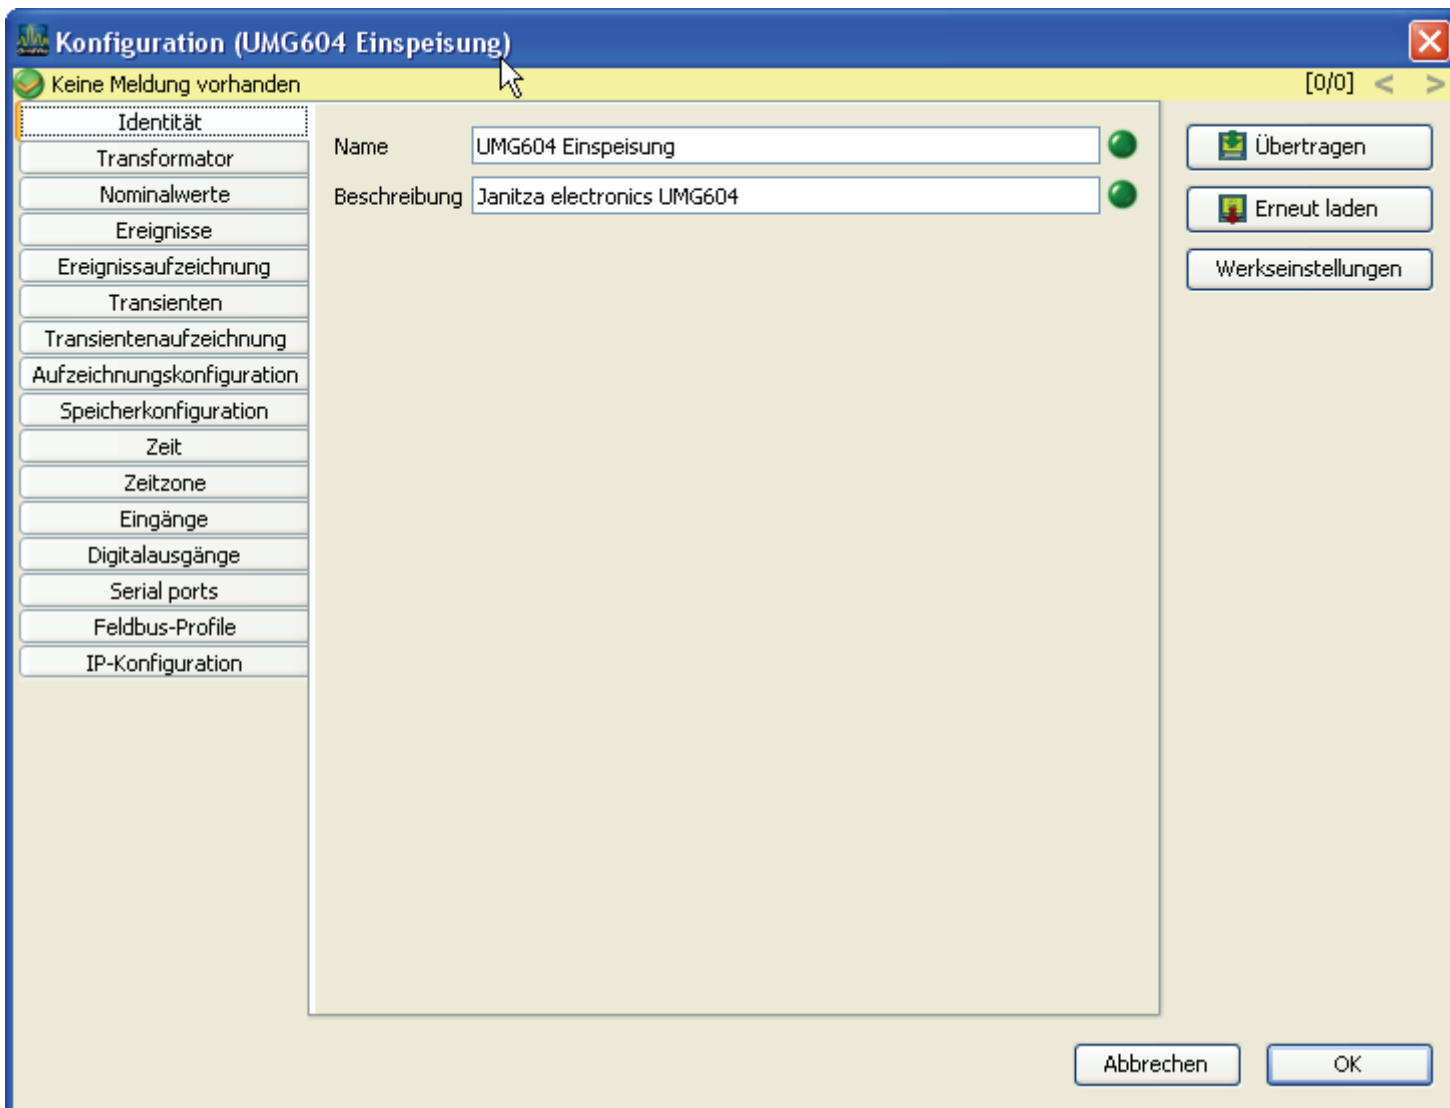 Konfiguration (UMG604 Einspeisung)
Keine Meldung vorhanden
[0/0] < >
Identität
Transformator
Nominalwerte
Ereignisse
Ereignissaufzeichnung
Transienten
Transientenaufzeichnung
Aufzeichnungskonfiguration
Speicherkonfiguration
Zeit
Zeitzone
Eingänge
Digitalausgänge
Serial ports
Feldbus-Profile
IP-Konfiguration
Name UMG604 Einspeisung
Beschreibung Janitza electronics UMG604
Übertragen
Erneut laden
Werkseinstellungen
Abbrechen OK